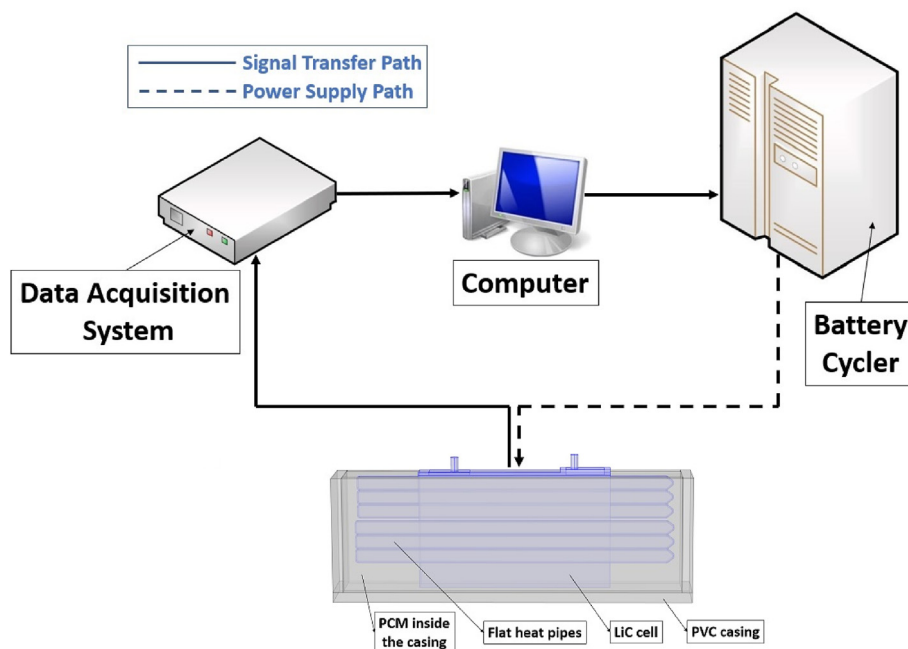 Signal Transfer Path
Power Supply Path
Data Acquisition
System
Computer
Battery
Cycler
PCM inside
the casing
Flat heat pipes
LiC cell
PVC casing